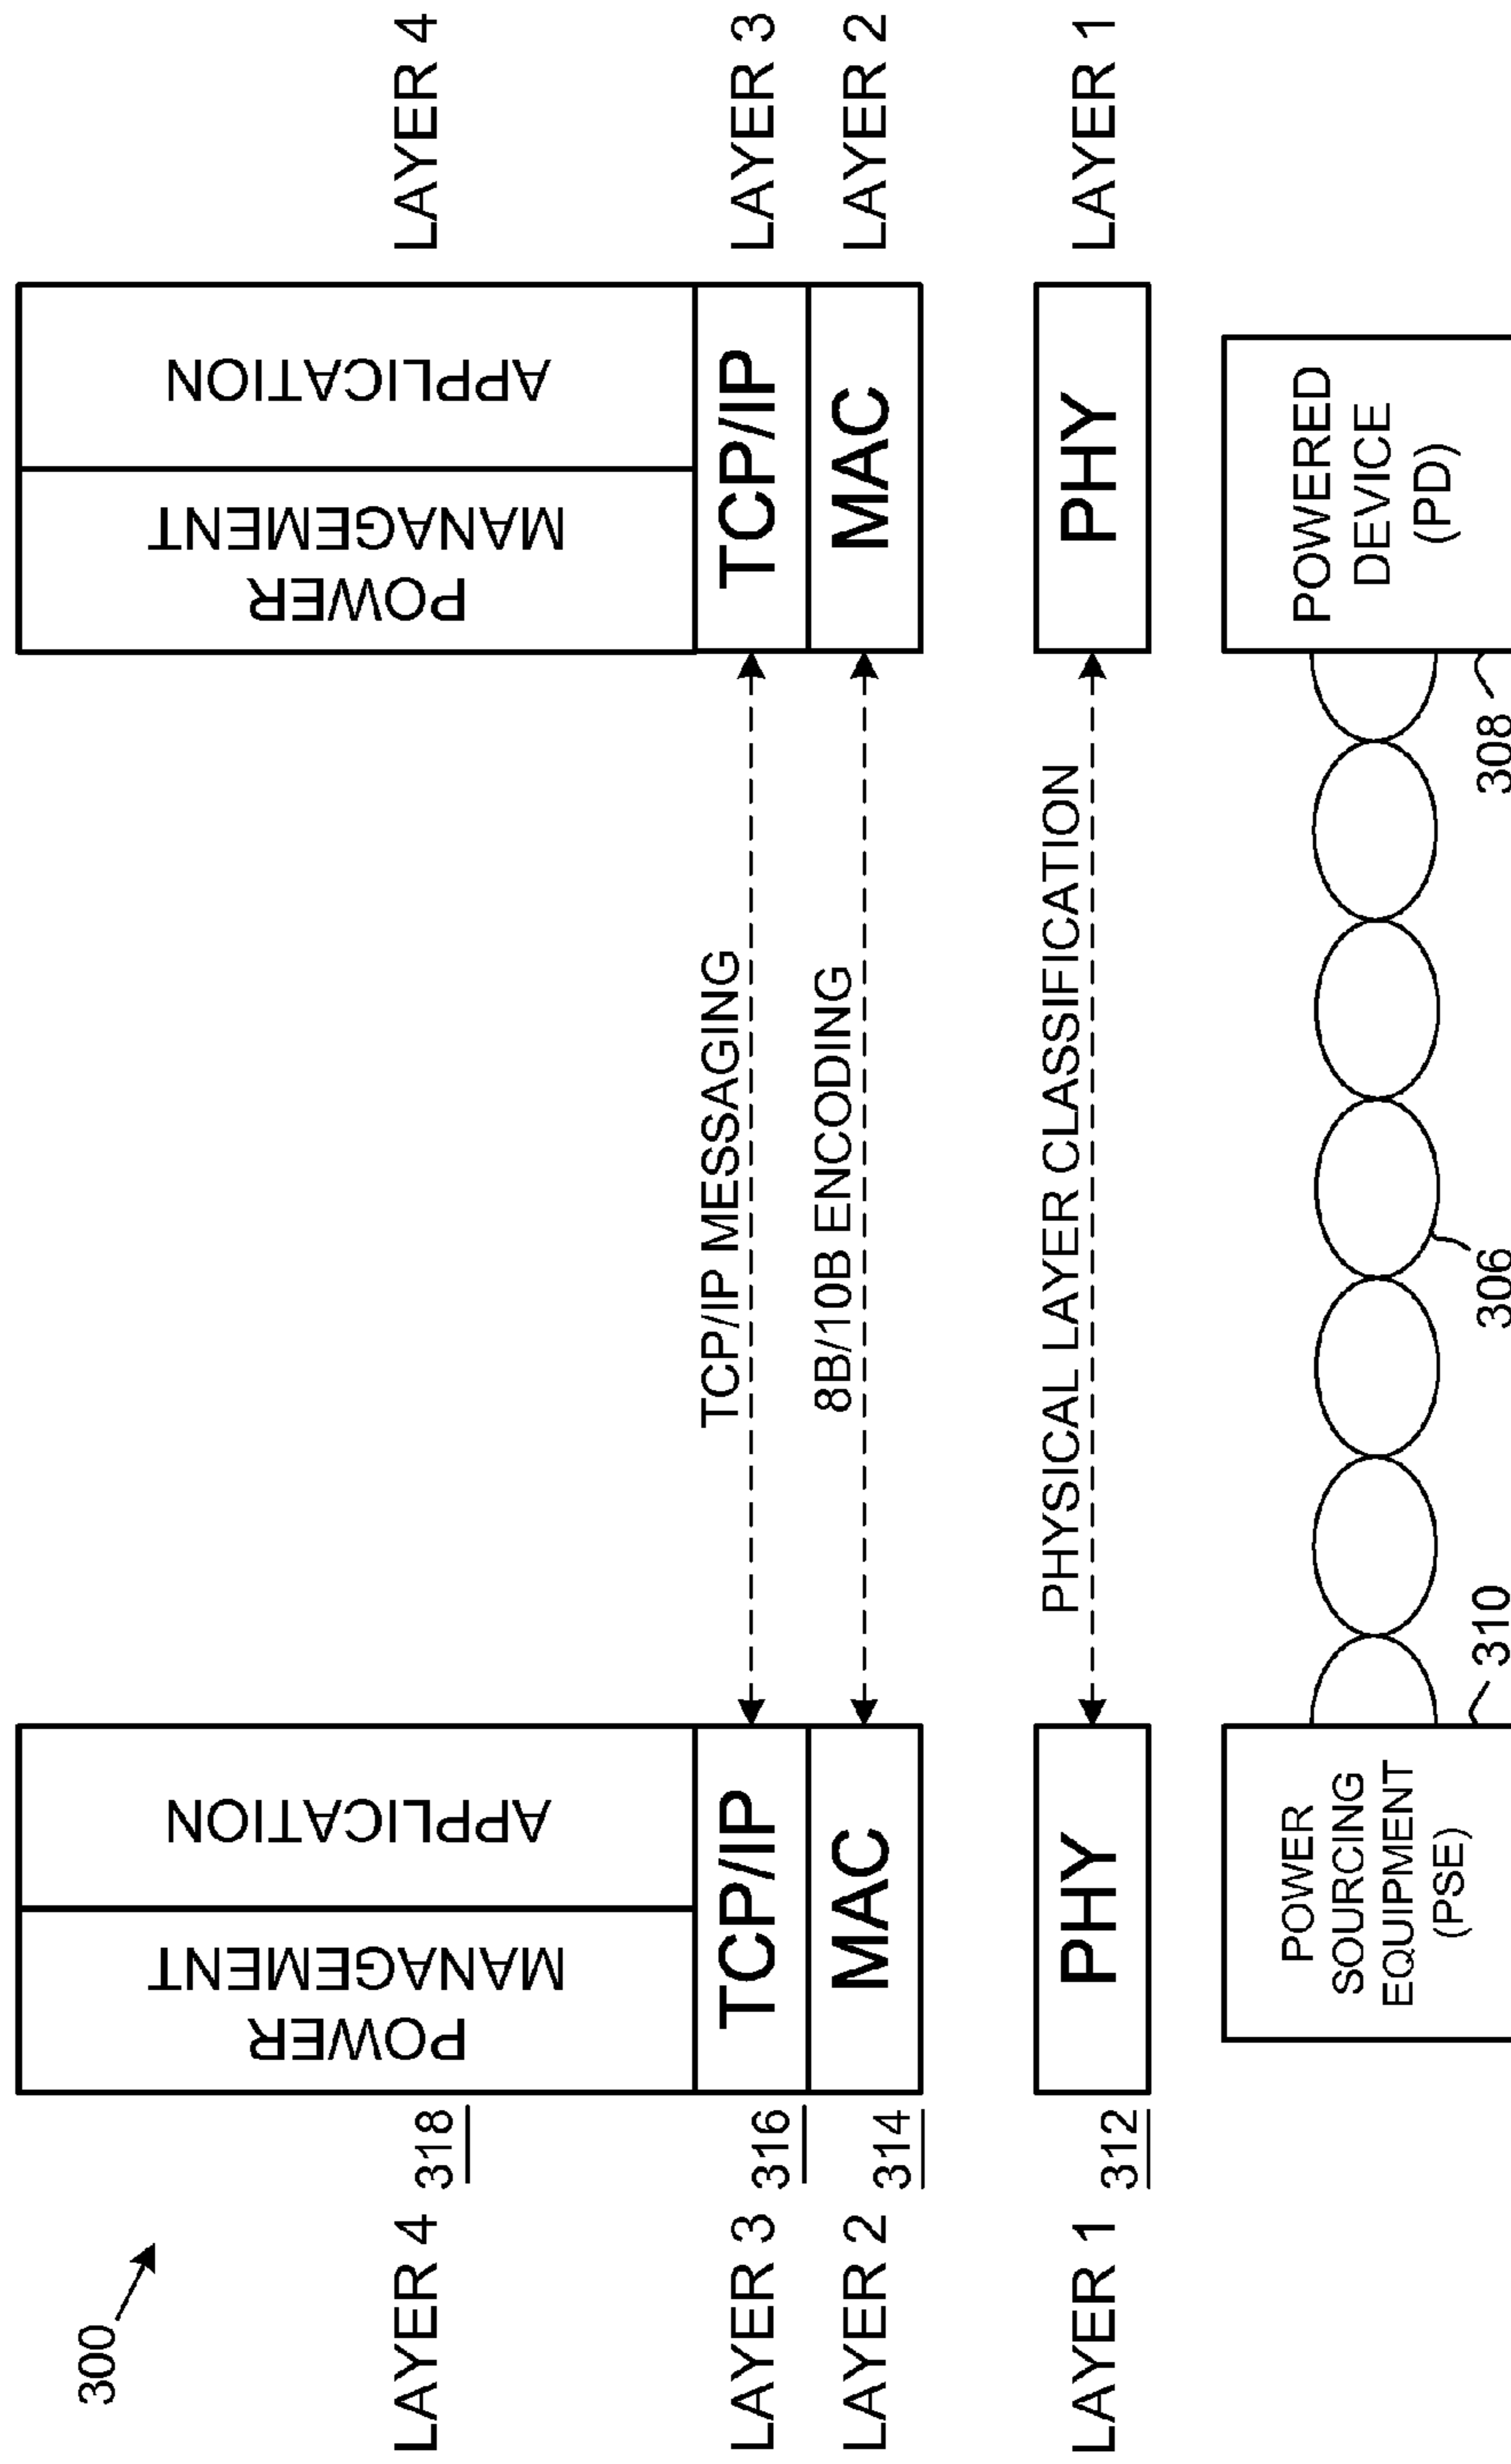 300
LAYER 4
318
POWER
MANAGEMENT
APPLICATION
POWER
MANAGEMENT
APPLICATION
LAYER 4
LAYER 3
316
TCP/IP
TCP/IP MESSAGING
TCP/IP
LAYER 3
LAYER 2
314
MAC
8B/10B ENCODING
MAC
LAYER 2
LAYER 1
312
PHY
PHYSICAL LAYER CLASSIFICATION
PHY
LAYER 1
POWER
SOURCING
EQUIPMENT
(PSE)
310
306
308
POWERED
DEVICE
(PD)